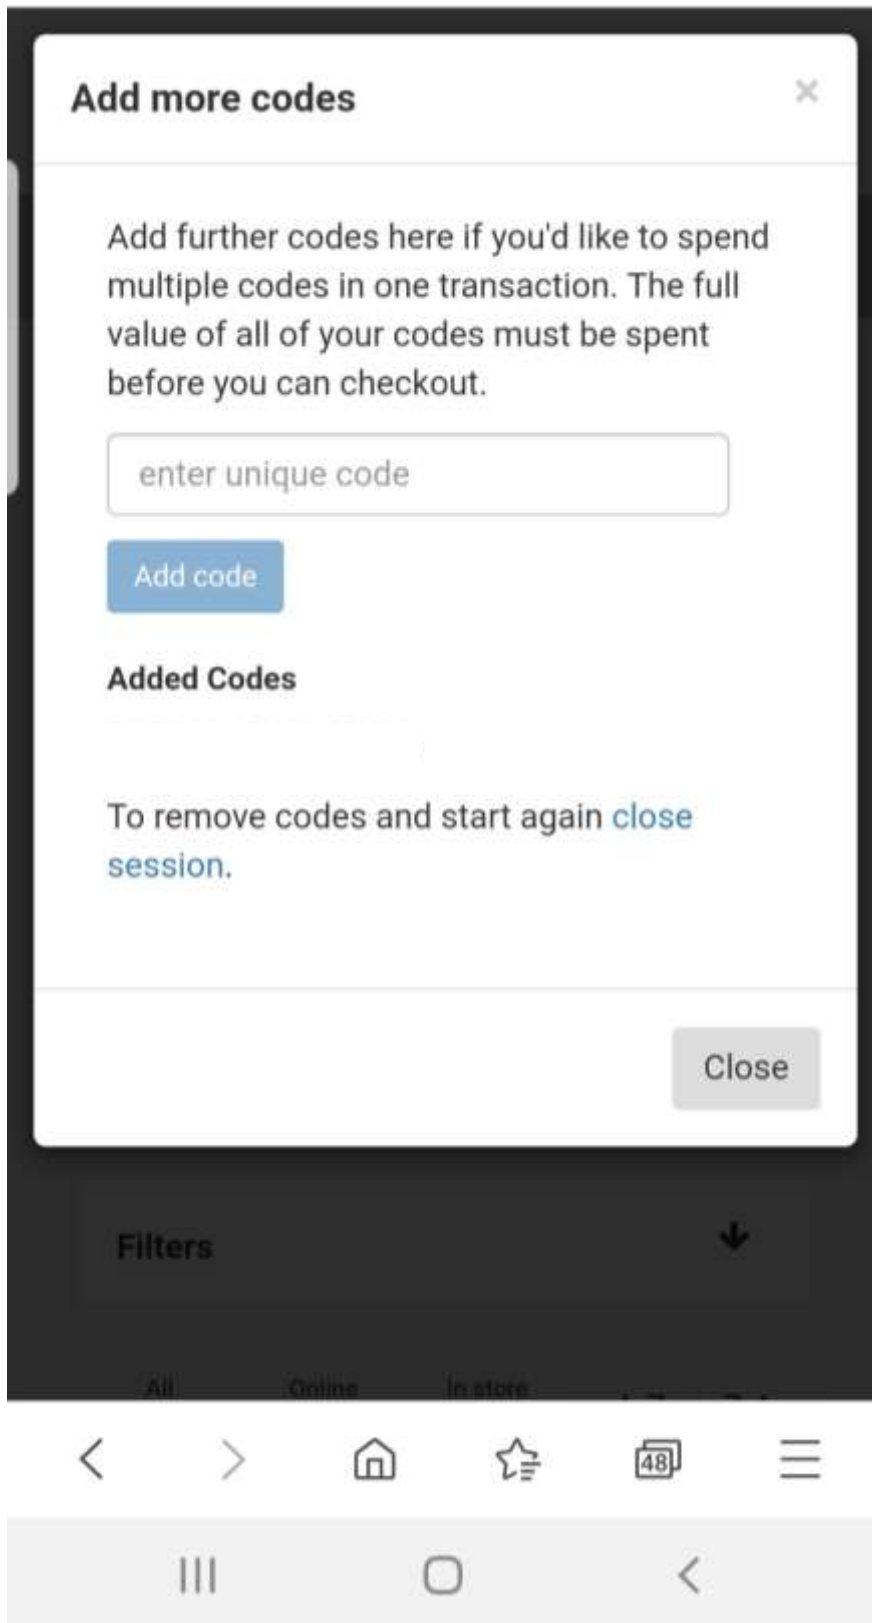 Add more codes
×
Add further codes here if you'd like to spend
multiple codes in one transaction. The full
value of all of your codes must be spent
before you can checkout.
enter unique code
Add code
Added Codes
To remove codes and start again close
session.
Close
Filters
All Online In store
48